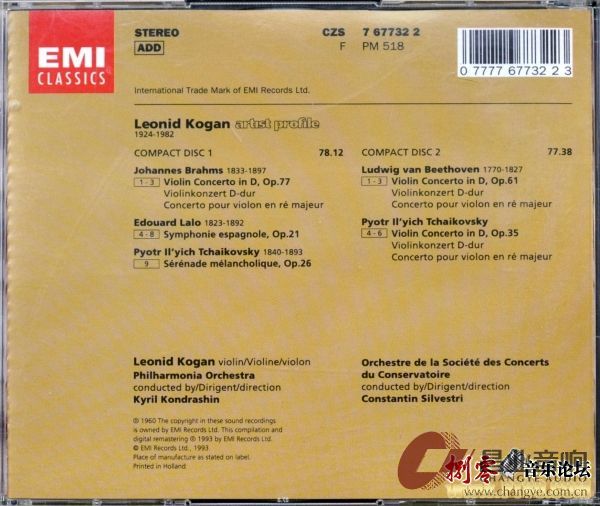 EMI
CLASSICS
STEREO
ADD
CZS 7 67732 2
F PM 518
0 7777 67732 2 3
International Trade Mark of EMI Records Ltd.
Leonid Kogan artist profile
1924-1982
COMPACT DISC 1 78.12
Johannes Brahms 1833-1897
1-3 Violin Concerto in D, Op.77
Violinkonzert D-dur
Concerto pour violon en ré majeur
Edouard Lalo 1823-1892
4-8 Symphonie espagnole, Op.21
Pyotr Il'yich Tchaikovsky 1840-1893
9 Sérénade mélancolique, Op.26
COMPACT DISC 2 77.38
Ludwig van Beethoven 1770-1827
1-3 Violin Concerto in D, Op.61
Violinkonzert D-dur
Concerto pour violon en ré majeur
Pyotr Il'yich Tchaikovsky
4-6 Violin Concerto in D, Op.35
Violinkonzert D-dur
Concerto pour violon en ré majeur
Leonid Kogan violin/Violine/violon
Philharmonia Orchestra
conducted by/Dirigent/direction
Kyril Kondrashin
Orchestre de la Société des Concerts
du Conservatoire
conducted by/Dirigent/direction
Constantin Silvestri
℗ 1960 The copyright in these sound recordings
is owned by EMI Records Ltd. This compilation and
digital remastering ℗ 1993 by EMI Records Ltd.
© EMI Records Ltd, 1993.
Place of manufacture as stated on label.
Printed in Holland
捌零音乐论坛
CHANGYE AUDIO
www.changye.com.cn